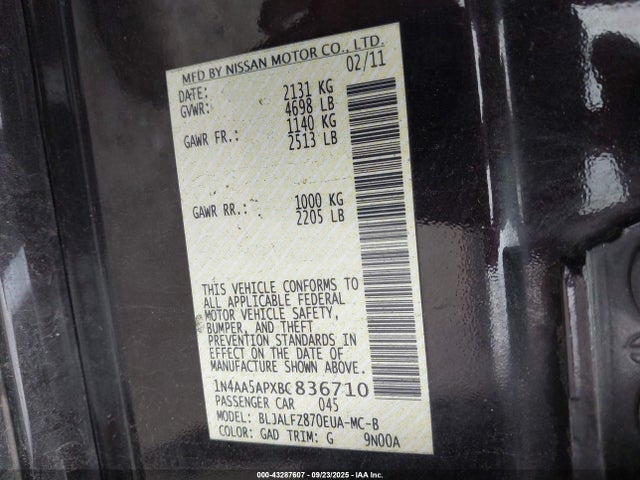 MFD BY NISSAN MOTOR CO., LTD.
DATE: 02/11
GVWR: 2131 KG
4698 LB
GAWR FR.: 1140 KG
2513 LB
GAWR RR.: 1000 KG
2205 LB
THIS VEHICLE CONFORMS TO
ALL APPLICABLE FEDERAL
MOTOR VEHICLE SAFETY,
BUMPER, AND THEFT
PREVENTION STANDARDS IN
EFFECT ON THE DATE OF
MANUFACTURE SHOWN ABOVE.
1N4AA5APXBC836710
PASSENGER CAR 045
MODEL: BLJALFZ870EUA-MC-B
COLOR: GAD TRIM: G 9N00A
000-43287607 - 09/23/2025 - IAAI.COM